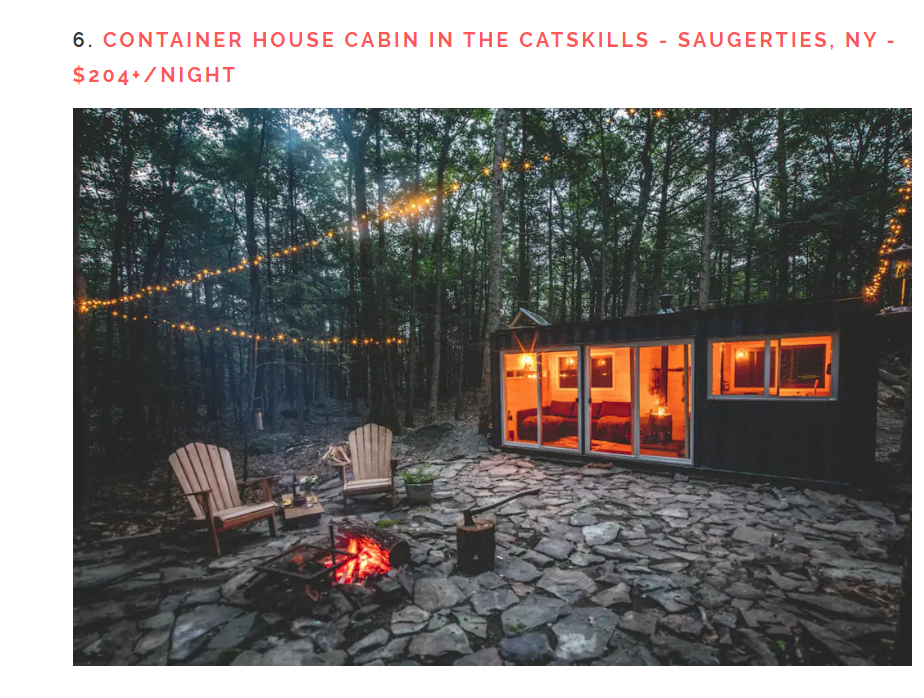 6. CONTAINER HOUSE CABIN IN THE CATSKILLS - SAUGERTIES, NY -
$204+/NIGHT